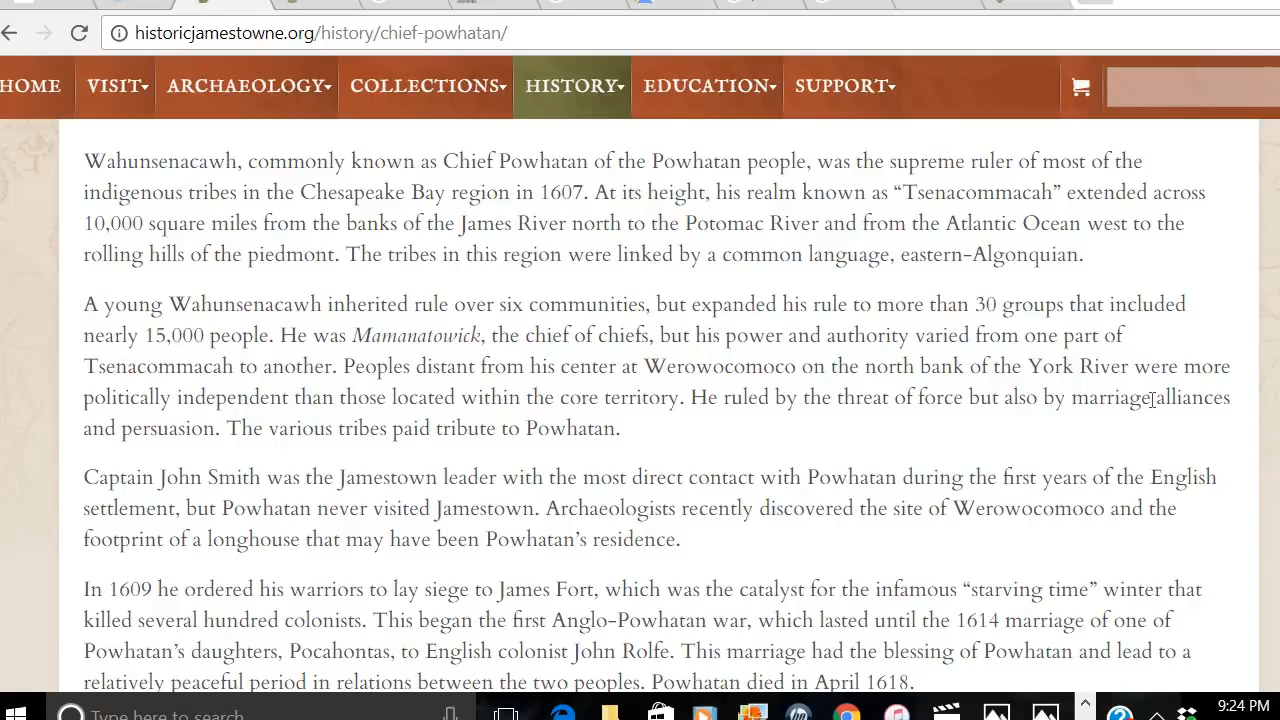 historicjamestowne.org/history/chief-powhatan/
HOME VISIT ARCHAEOLOGY COLLECTIONS HISTORY EDUCATION SUPPORT
Wahunsenacawh, commonly known as Chief Powhatan of the Powhatan people, was the supreme ruler of most of the
indigenous tribes in the Chesapeake Bay region in 1607. At its height, his realm known as “Tsenacommacah” extended across
10,000 square miles from the banks of the James River north to the Potomac River and from the Atlantic Ocean west to the
rolling hills of the piedmont. The tribes in this region were linked by a common language, eastern-Algonquian.
A young Wahunsenacawh inherited rule over six communities, but expanded his rule to more than 30 groups that included
nearly 15,000 people. He was Mamanatowick, the chief of chiefs, but his power and authority varied from one part of
Tsenacommacah to another. Peoples distant from his center at Werowocomoco on the north bank of the York River were more
politically independent than those located within the core territory. He ruled by the threat of force but also by marriage alliances
and persuasion. The various tribes paid tribute to Powhatan.
Captain John Smith was the Jamestown leader with the most direct contact with Powhatan during the first years of the English
settlement, but Powhatan never visited Jamestown. Archaeologists recently discovered the site of Werowocomoco and the
footprint of a longhouse that may have been Powhatan’s residence.
In 1609 he ordered his warriors to lay siege to James Fort, which was the catalyst for the infamous “starving time” winter that
killed several hundred colonists. This began the first Anglo-Powhatan war, which lasted until the 1614 marriage of one of
Powhatan’s daughters, Pocahontas, to English colonist John Rolfe. This marriage had the blessing of Powhatan and lead to a
relatively peaceful period in relations between the two peoples. Powhatan died in April 1618.
Type here to search
9:24 PM